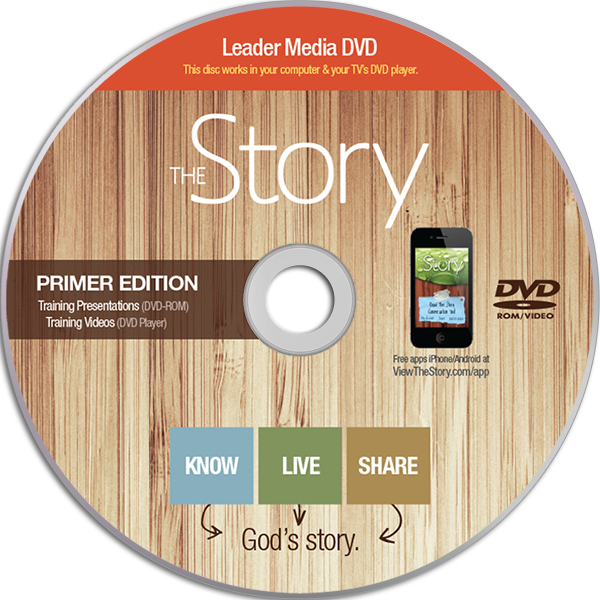 Leader Media DVD
This disc works in your computer & your TV's DVD player.
THE Story
PRIMER EDITION
Training Presentations (DVD-ROM)
Training Videos (DVD Player)
Story
DVD
ROM/VIDEO
Free apps iPhone/Android at
ViewTheStory.com/app
KNOW LIVE SHARE
God's story.